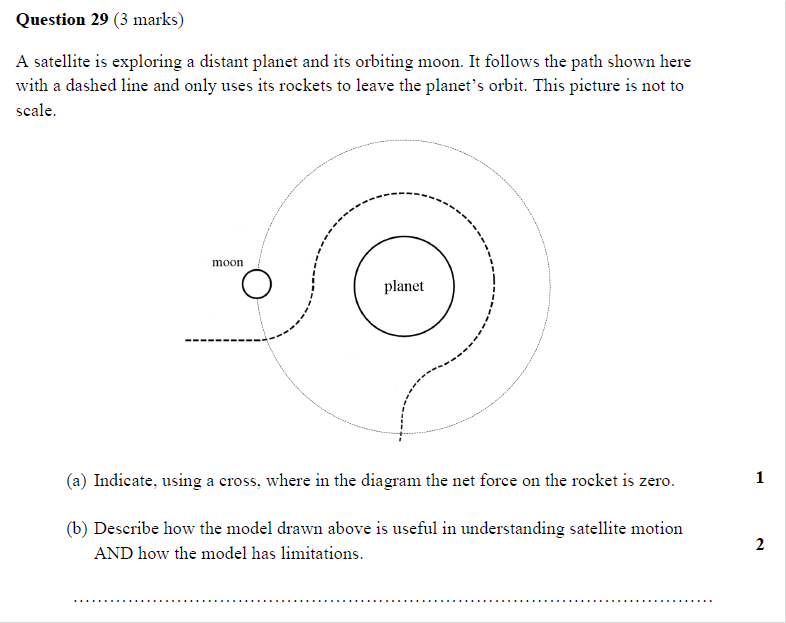 Question 29 (3 marks)
A satellite is exploring a distant planet and its orbiting moon. It follows the path shown here
with a dashed line and only uses its rockets to leave the planet’s orbit. This picture is not to
scale.
moon
planet
(a) Indicate, using a cross, where in the diagram the net force on the rocket is zero. 1
(b) Describe how the model drawn above is useful in understanding satellite motion
AND how the model has limitations. 2